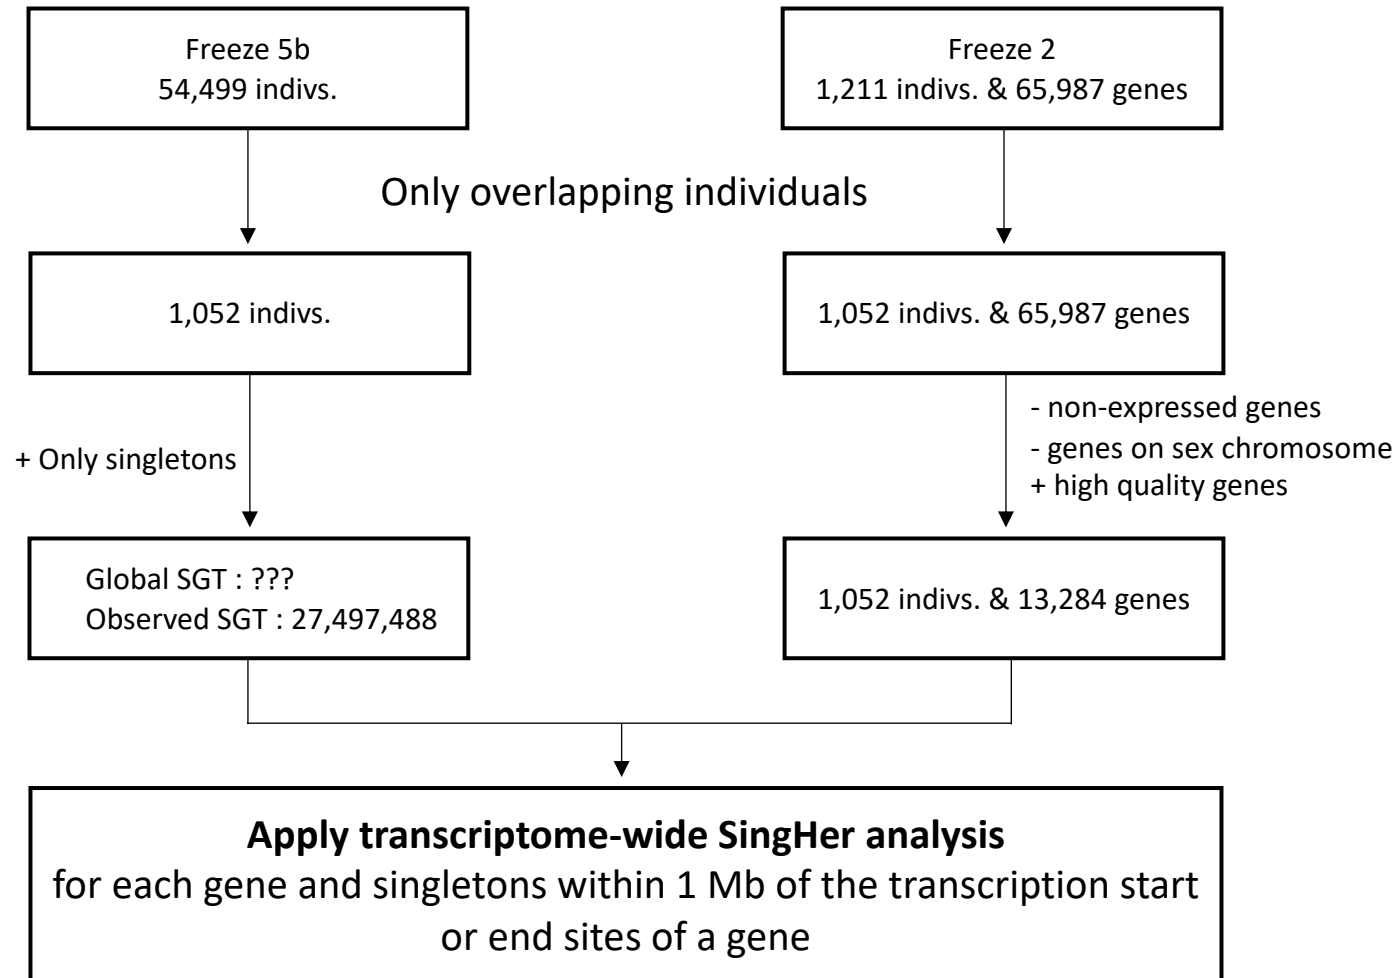 Freeze 5b
54,499 indivs.
Freeze 2
1,211 indivs. & 65,987 genes
Only overlapping individuals
1,052 indivs.
1,052 indivs. & 65,987 genes
+ Only singletons
- non-expressed genes
- genes on sex chromosome
+ high quality genes
Global SGT : ???
Observed SGT : 27,497,488
1,052 indivs. & 13,284 genes
Apply transcriptome-wide SingHer analysis
for each gene and singletons within 1 Mb of the transcription start
or end sites of a gene